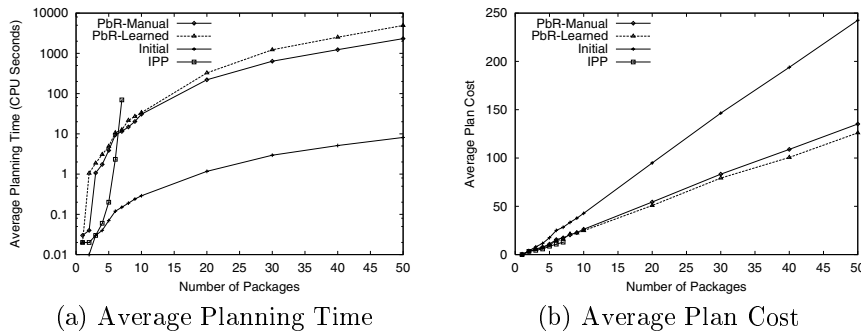 PbR-Manual
PbR-Learned
Initial
IPP
Average Planning Time (CPU Seconds)
10000
1000
100
10
1
0.1
0.01
0 5 10 15 20 25 30 35 40 45 50
Number of Packages
(a) Average Planning Time
PbR-Manual
PbR-Learned
Initial
IPP
Average Plan Cost
250
200
150
100
50
0
0 5 10 15 20 25 30 35 40 45 50
Number of Packages
(b) Average Plan Cost